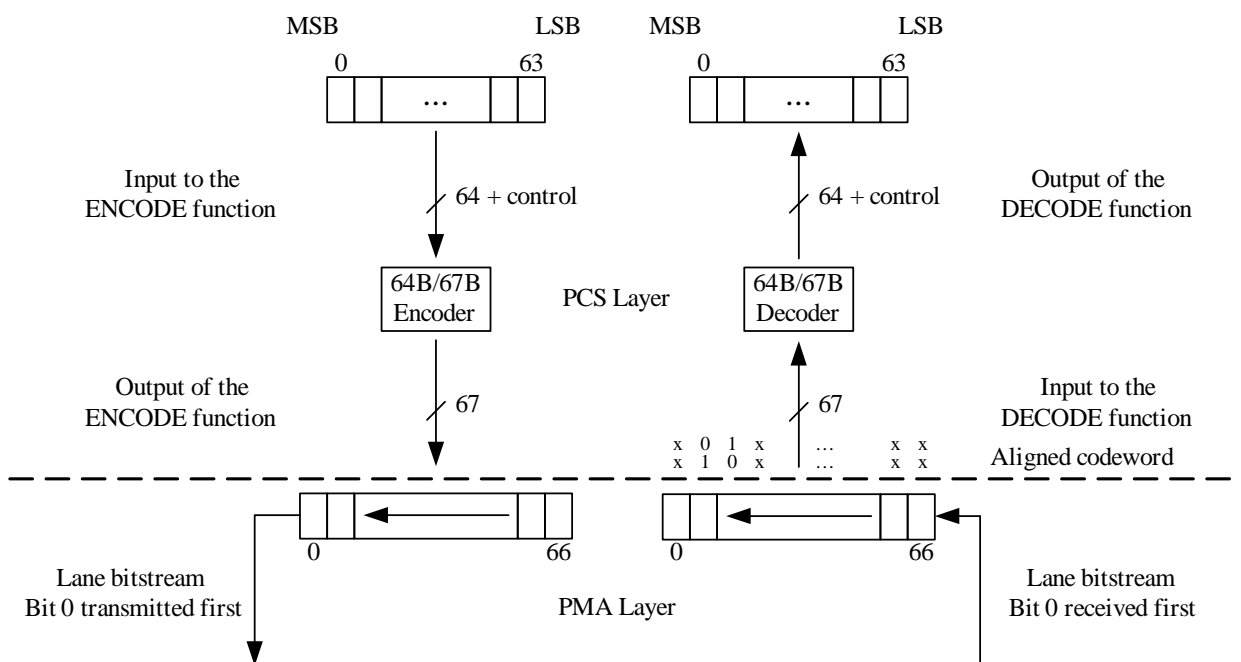 MSB LSB MSB LSB
0 63 0 63
... ...
Input to the
ENCODE function
64 + control
64 + control
Output of the
DECODE function
64B/67B
Encoder
PCS Layer
64B/67B
Decoder
Output of the
ENCODE function
67
67
Input to the
DECODE function
x 0 1 x ... x x
x 1 0 x ... x x
Aligned codeword
0 66 0 66
Lane bitstream
Bit 0 transmitted first
PMA Layer
Lane bitstream
Bit 0 received first